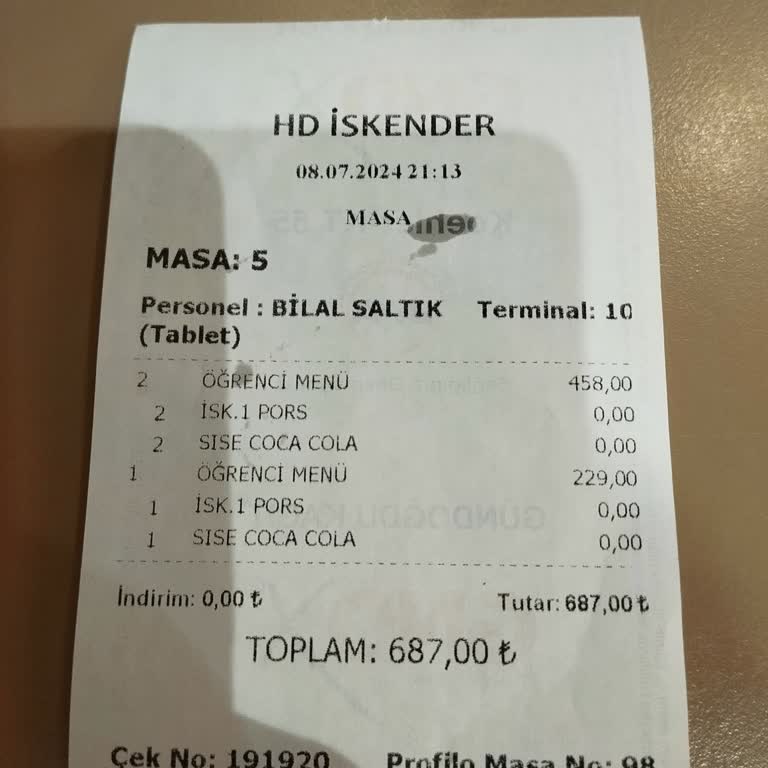 HD İSKENDER
08.07.2024 21:13
MASA
MASA: 5
Personel : BİLAL SALTIK Terminal: 10
(Tablet)
2 ÖĞRENCİ MENÜ 458,00
2 İSK.1 PORS 0,00
2 SISE COCA COLA 0,00
1 ÖĞRENCİ MENÜ 229,00
1 İSK.1 PORS 0,00
1 SISE COCA COLA 0,00
İndirim: 0,00 ₺ Tutar: 687,00 ₺
TOPLAM: 687,00 ₺
Çek No: 191920 Profilo Masa No: 98